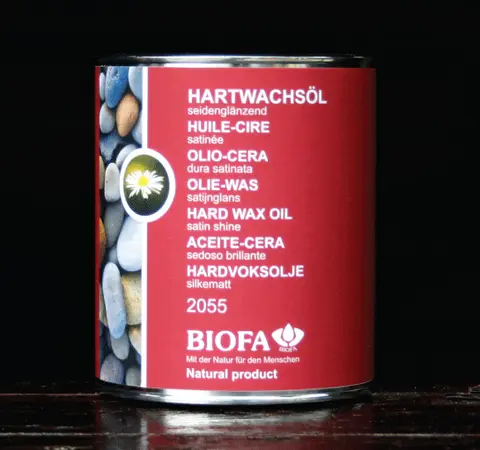 HARTWACHSÖL
seidenglänzend
HUILE-CIRE
satinée
OLIO-CERA
dura satinata
OLIE-WAS
satijnglans
HARD WAX OIL
satin shine
ACEITE-CERA
sedoso brillante
HARDVOKSOLJE
silkematt
2055
BIOFA
BIOFA
Mit der Natur für den Menschen
Natural product